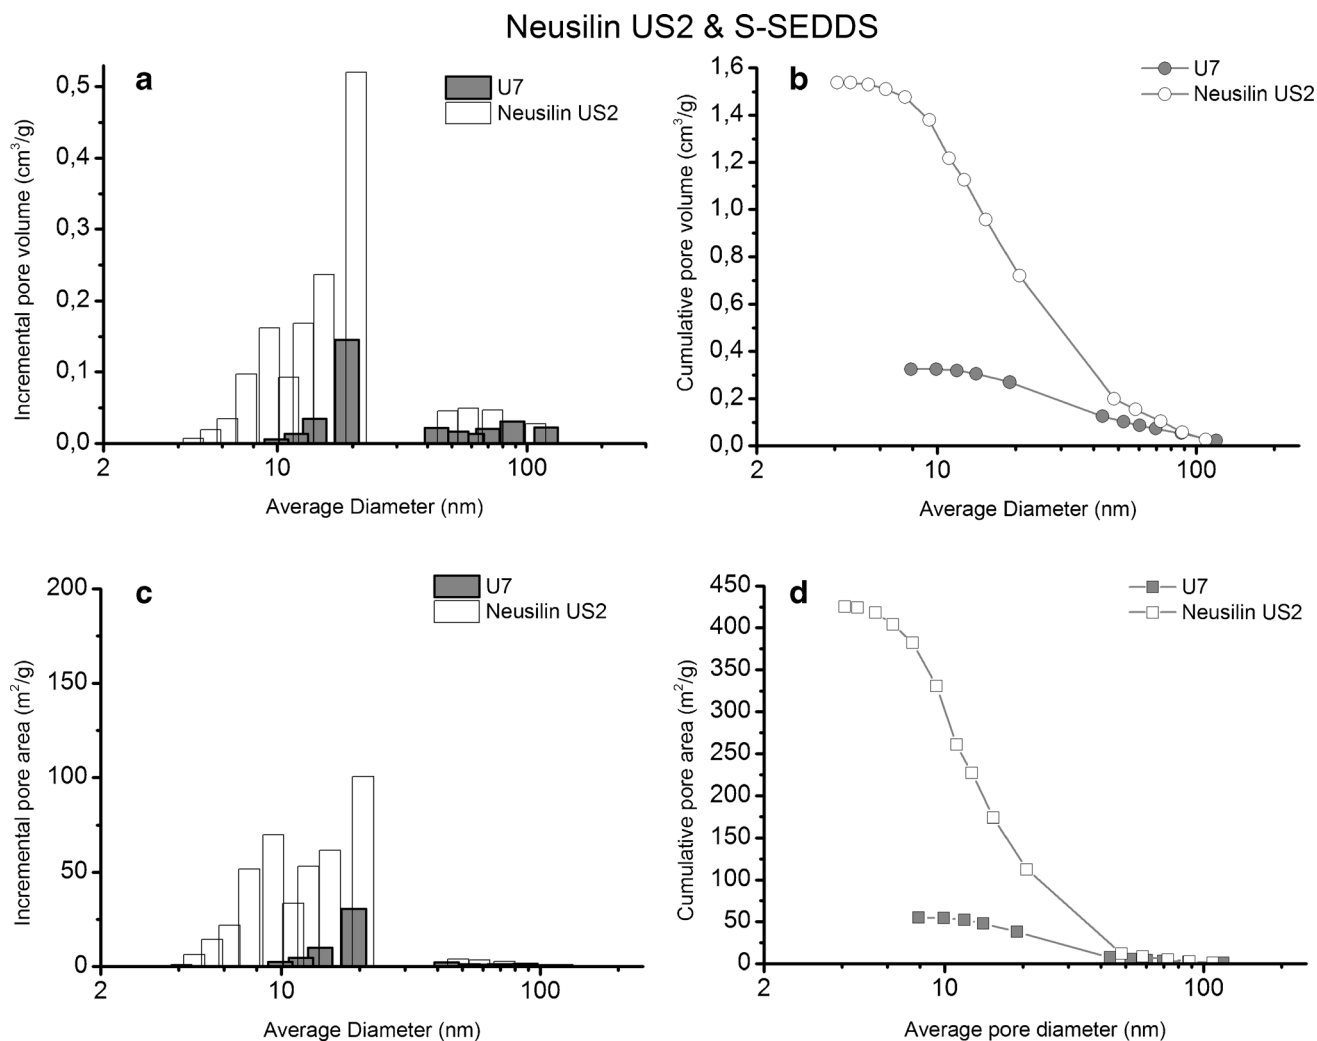 Neusilin US2 & S-SEDDS
a
U7
Neusilin US2
Incremental pore volume (cm³/g)
0,5
0,4
0,3
0,2
0,1
0,0
2
10
100
Average Diameter (nm)
b
U7
Neusilin US2
Cumulative pore volume (cm³/g)
1,6
1,4
1,2
1,0
0,8
0,6
0,4
0,2
0,0
2
10
100
Average Diameter (nm)
c
U7
Neusilin US2
Incremental pore area (m²/g)
200
150
100
50
0
2
10
100
Average Diameter (nm)
d
U7
Neusilin US2
Cumulative pore area (m²/g)
450
400
350
300
250
200
150
100
50
0
2
10
100
Average pore diameter (nm)